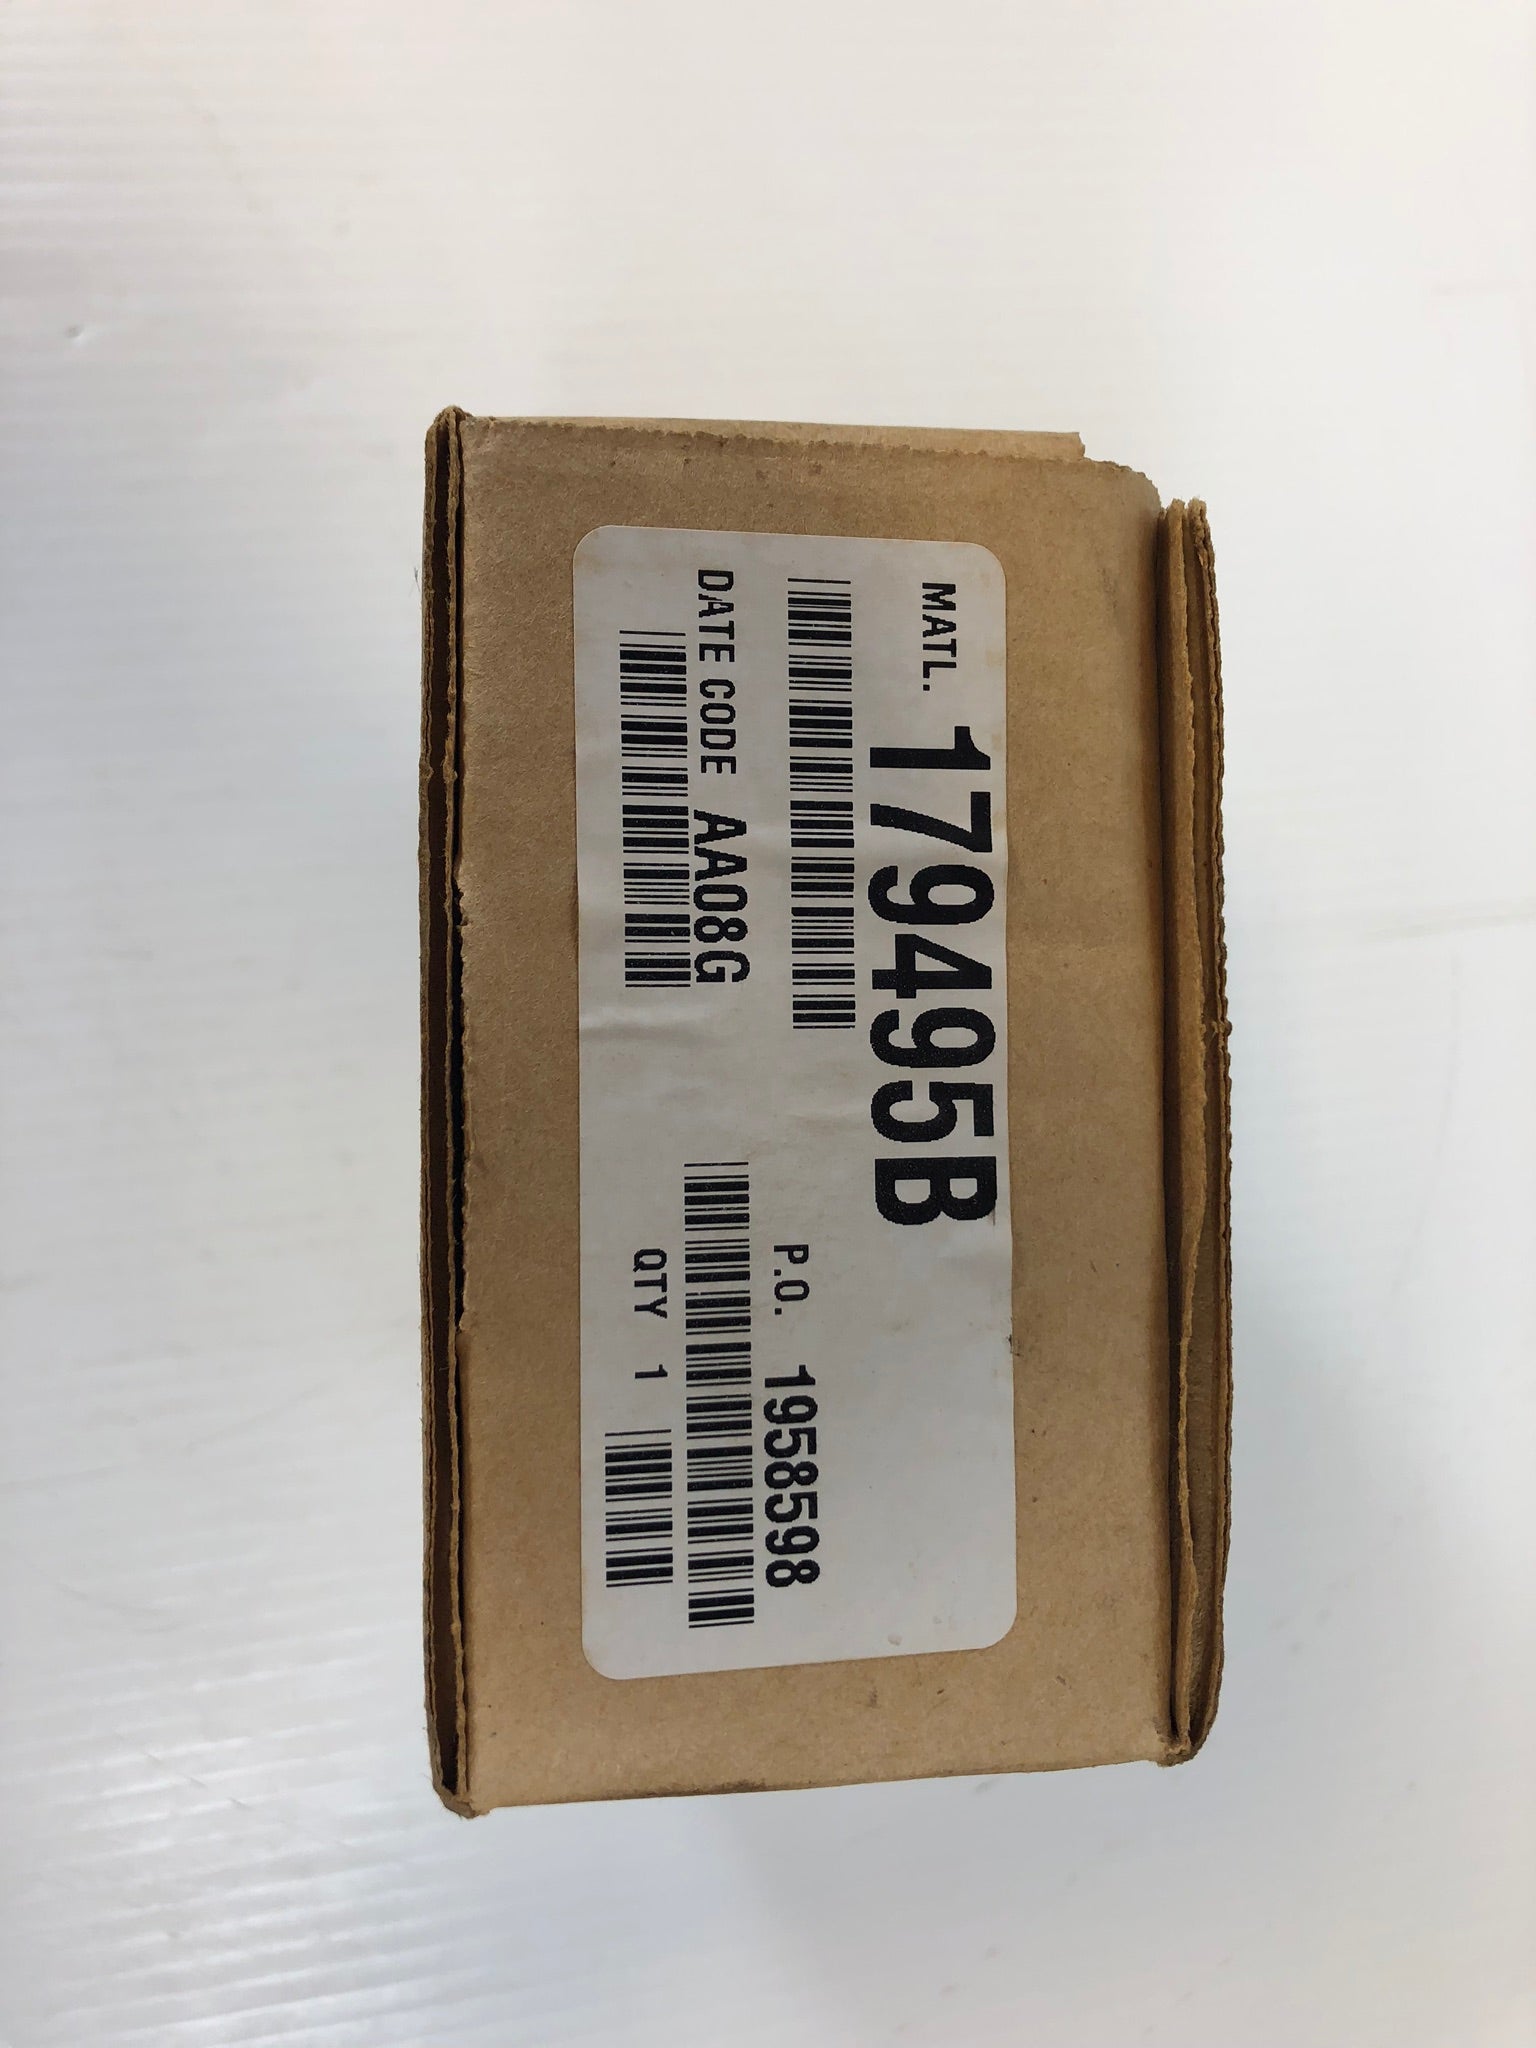 MATL. 179495B
P.O. 1958598
DATE CODE AA08G
QTY 1